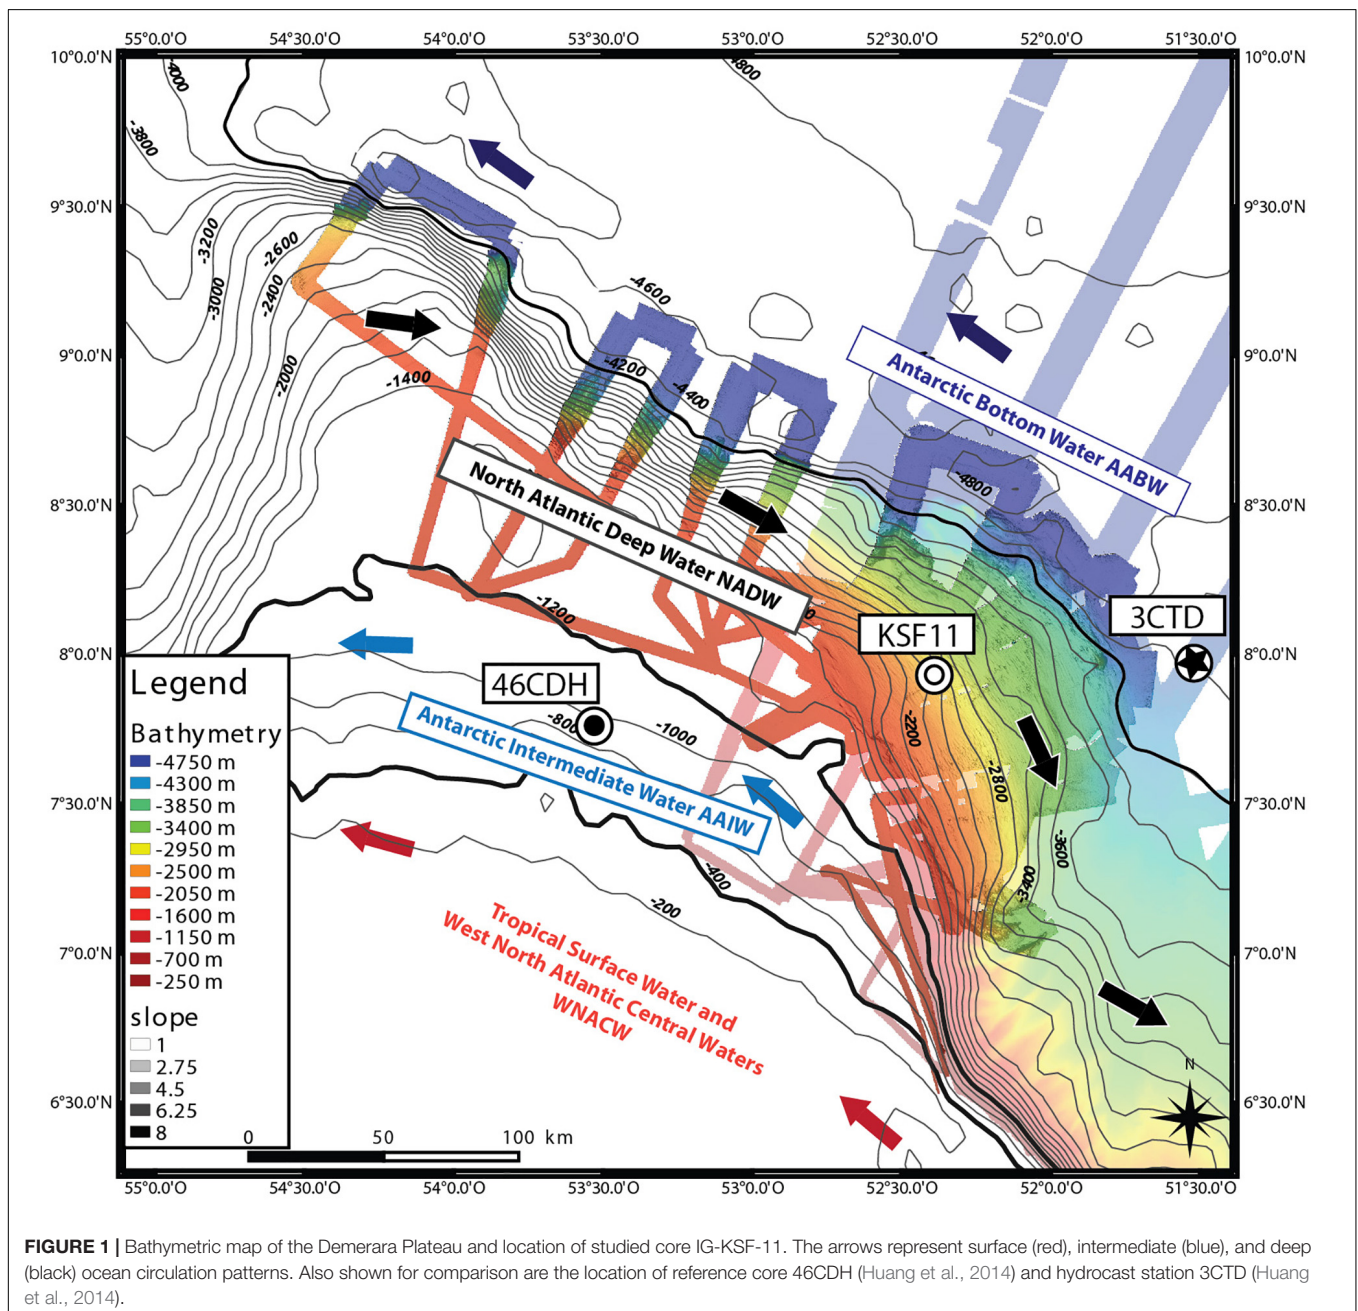 55°0.0'O 54°30.0'O 54°0.0'O 53°30.0'O 53°0.0'O 52°30.0'O 52°0.0'O 51°30.0'O
10°0.0'N 10°0.0'N
-4000
-4800
-3800
9°30.0'N 9°30.0'N
-3200
-2600
-3000
-2400
-4600
9°0.0'N 9°0.0'N
-2000
-1400
-4200
-4400
Antarctic Bottom Water AABW
North Atlantic Deep Water NADW
-4800
8°30.0'N 8°30.0'N
-1200
KSF11
3CTD
8°0.0'N 8°0.0'N
46CDH
-800
-1000
-2200
Antarctic Intermediate Water AAIW
-2800
7°30.0'N 7°30.0'N
-3600
-3400
-400
-200
7°0.0'N 7°0.0'N
Tropical Surface Water and
West North Atlantic Central Waters
WNACW
6°30.0'N 6°30.0'N
N
Legend
Bathymetry
-4750 m
-4300 m
-3850 m
-3400 m
-2950 m
-2500 m
-2050 m
-1600 m
-1150 m
-700 m
-250 m
slope
1
2.75
4.5
6.25
8
0 50 100 km
55°0.0'O 54°30.0'O 54°0.0'O 53°30.0'O 53°0.0'O 52°30.0'O 52°0.0'O 51°30.0'O
FIGURE 1 | Bathymetric map of the Demerara Plateau and location of studied core IG-KSF-11. The arrows represent surface (red), intermediate (blue), and deep
(black) ocean circulation patterns. Also shown for comparison are the location of reference core 46CDH (Huang et al., 2014) and hydrocast station 3CTD (Huang
et al., 2014).